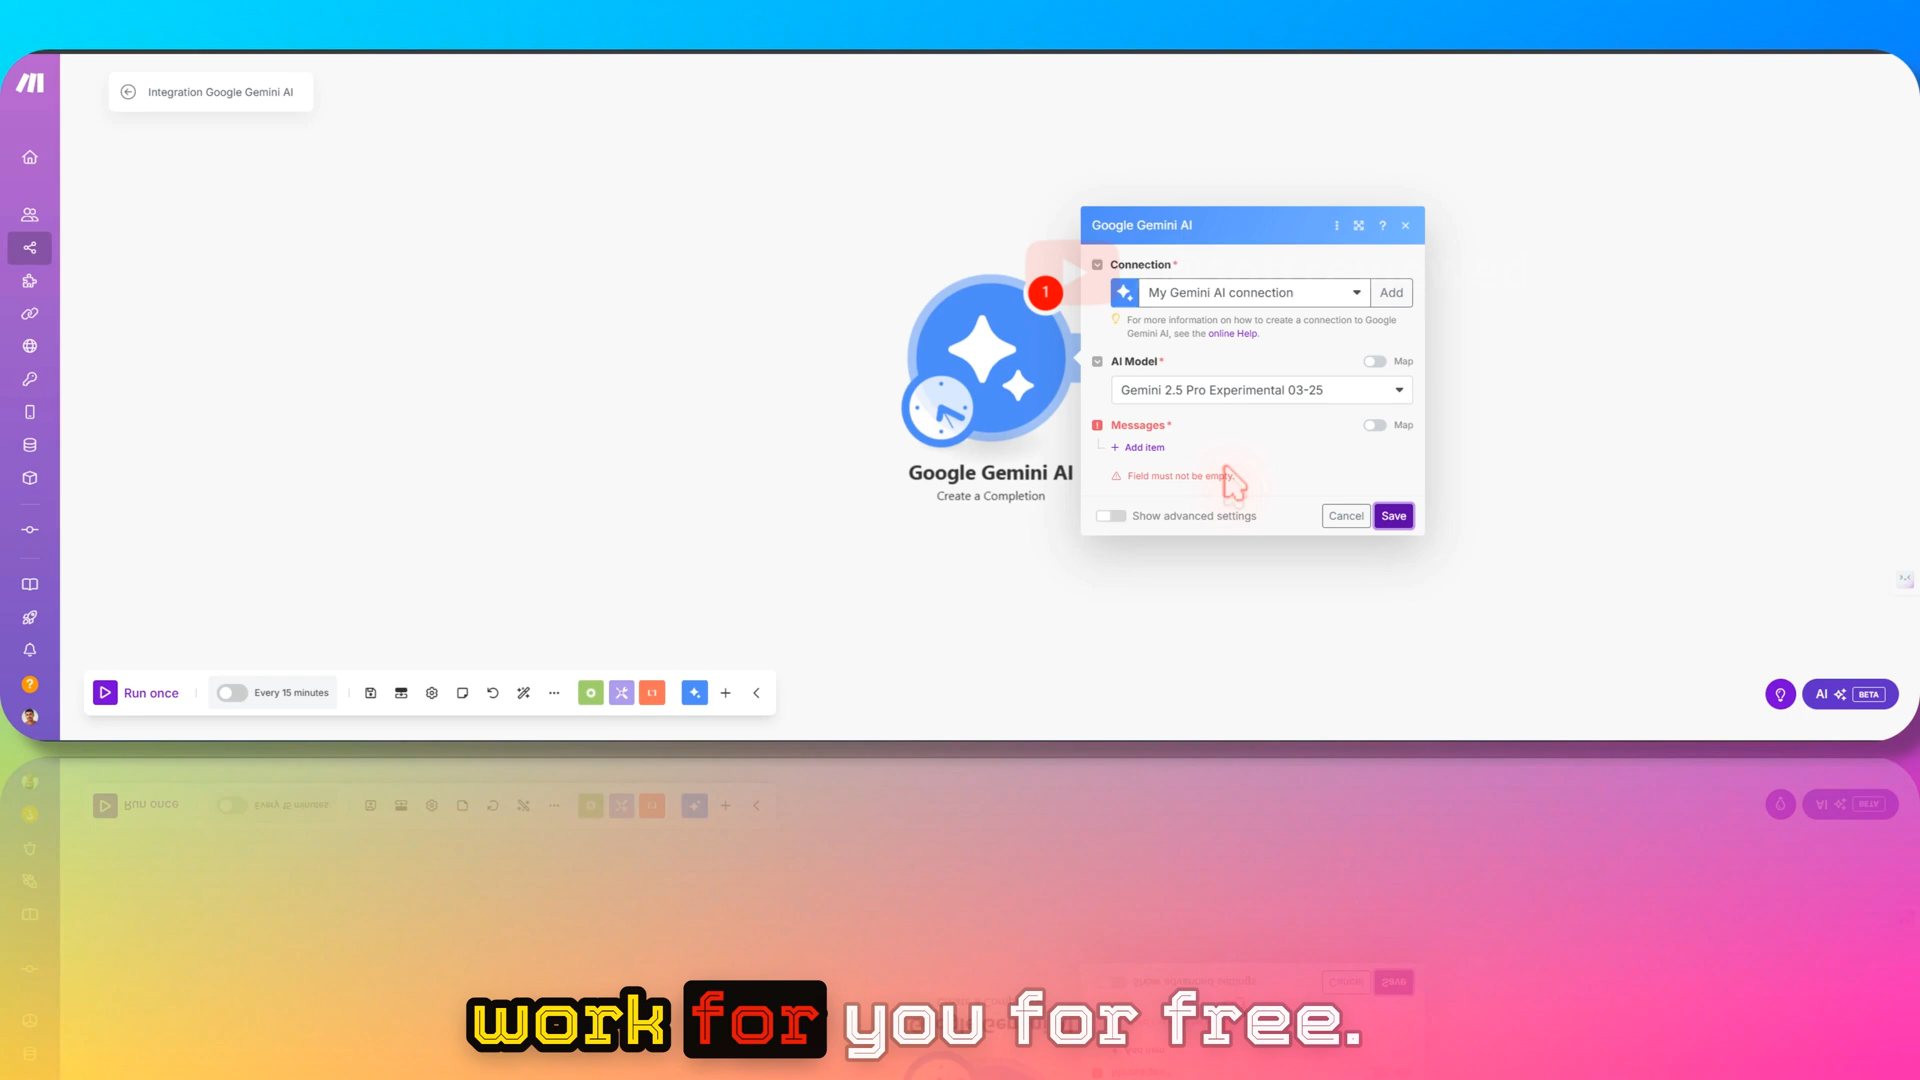 Integration Google Gemini AI
Google Gemini AI
?
Connection*
My Gemini AI connection
Add
For more information on how to create a connection to Google
Gemini AI, see the online Help.
1
AI Model*
Map
Gemini 2.5 Pro Experimental 03-25
Messages*
Map
+ Add item
Field must not be empty.
Google Gemini AI
Create a Completion
Show advanced settings
Cancel
Save
?
Run once
Every 15 minutes
AI
BETA
work for you for free.